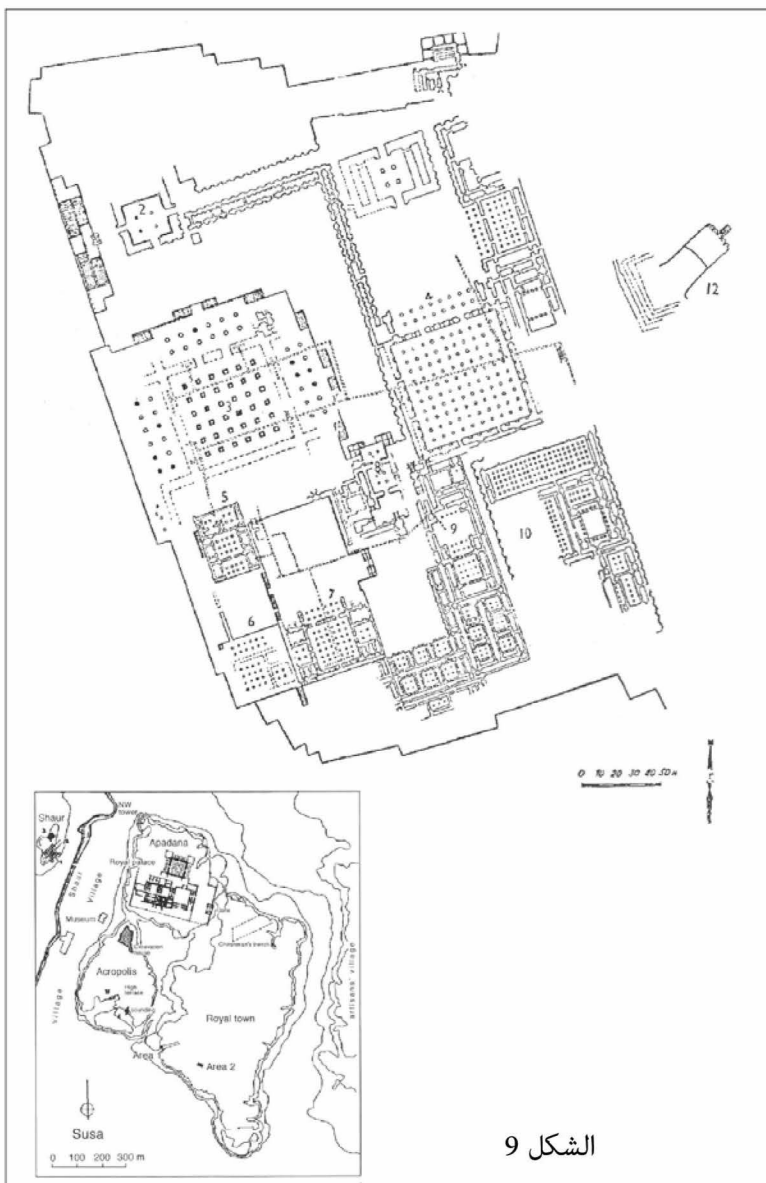 2
12
4
3
8
5
9
10
7
6
0 10 20 30 40 50 м
NW tower
Shaur
Apadana
Royal palace
Shaur
Village
Museum
Acropolis
High terrace
Royal town
Village
artisans' village
Area 2
Susa
0 100 200 300 m
الشكل 9